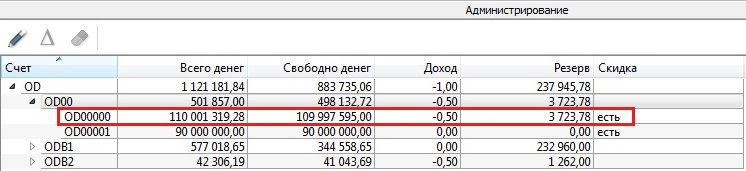 Администрирование
Счет Всего денег Свободно денег Доход Резерв Скидка
OD 1 121 181,84 883 735,06 -1,00 237 945,78
OD00 501 857,00 498 132,72 -0,50 3 723,78
OD00000 110 001 319,28 109 997 595,00 -0,50 3 723,78 есть
OD00001 90 000 000,00 90 000 000,00 0,00 0,00 есть
ODB1 577 018,65 344 558,65 0,00 232 960,00
ODB2 42 306,19 41 043,69 -0,50 1 262,00